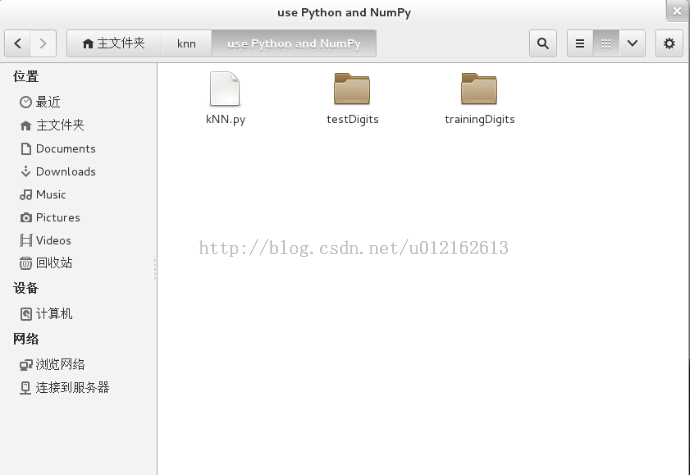 use Python and NumPy
主文件夹 knn use Python and NumPy
位置
最近
主文件夹
Documents
Downloads
Music
Pictures
Videos
回收站
设备
计算机
网络
浏览网络
连接到服务器
kNN.py testDigits trainingDigits
http://blog.csdn.net/u012162613